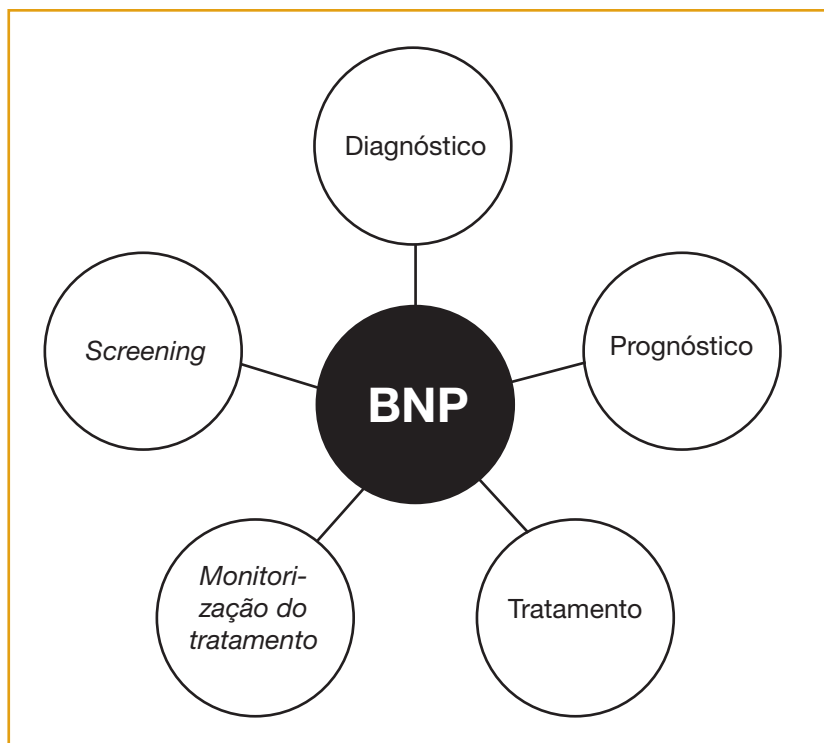 Diagnóstico
Screening
Prognóstico
BNP
Monitori-
zação do
tratamento
Tratamento